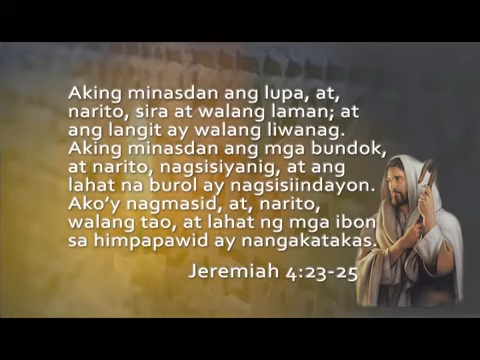 Aking minasdan ang lupa, at,
narito, sira at walang laman; at
ang langit ay walang liwanag.
Aking minasdan ang mga bundok,
at narito, nagsisiyanig, at ang
lahat na burol ay nagsisiindayon.
Ako'y nagmasid, at, narito,
walang tao, at lahat ng mga ibon
sa himpapawid ay nangakatakas.
Jeremiah 4:23-25